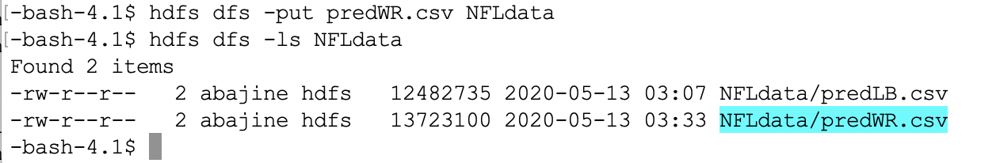 [-bash-4.1$ hdfs dfs -put predWR.csv NFLdata
[-bash-4.1$ hdfs dfs -ls NFLdata
Found 2 items
-rw-r--r--   2 abajine hdfs   12482735 2020-05-13 03:07 NFLdata/predLB.csv
-rw-r--r--   2 abajine hdfs   13723100 2020-05-13 03:33 NFLdata/predWR.csv
-bash-4.1$